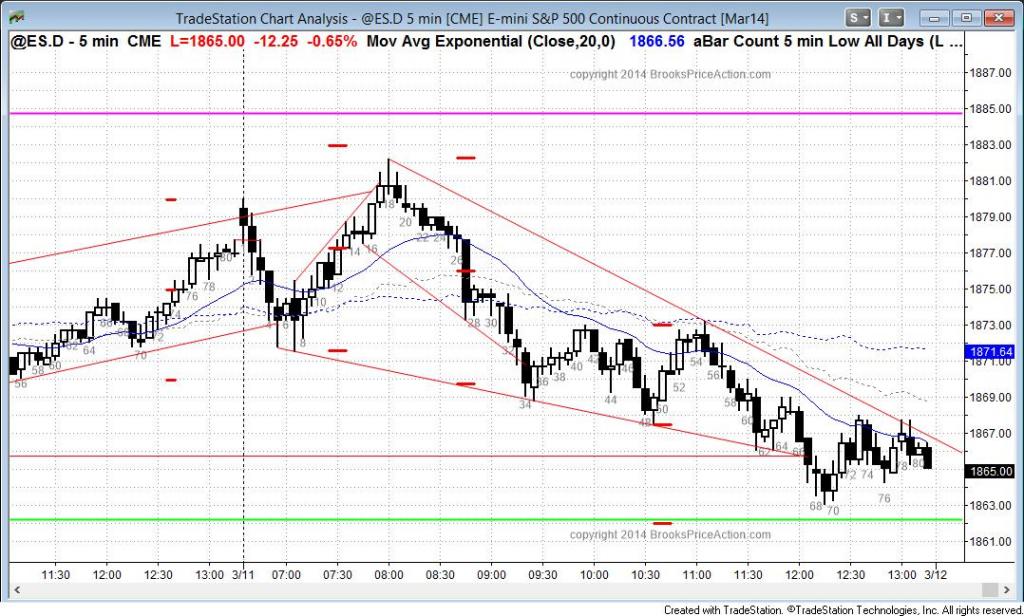 TradeStation Chart Analysis - @ES.D 5 min [CME] E-mini S&P 500 Continuous Contract [Mar14]
S I
@ES.D - 5 min CME L=1865.00 -12.25 -0.65% Mov Avg Exponential (Close,20,0) 1866.56 aBar Count 5 min Low All Days (L ...
copyright 2014 BrooksPriceAction.com
1887.00
1885.00
1883.00
1881.00
1879.00
1877.00
1875.00
1873.00
1871.64
1871.00
1869.00
1867.00
1865.00
1863.00
1861.00
56 58 60 62 64 66 68 70 72 74 76 78 80
4 6 8 10 12 14 16 18 20 22 24 26 28 30 32 34 36 38 40 42 44 46 48 50 52 54 56 58 60 62 64 66 68 70 72 74 76 78 80
copyright 2014 BrooksPriceAction.com
11:30 12:00 12:30 13:00 3/11 07:00 07:30 08:00 08:30 09:00 09:30 10:00 10:30 11:00 11:30 12:00 12:30 13:00 3/12
Created with TradeStation. ©TradeStation Technologies, Inc. All rights reserved.